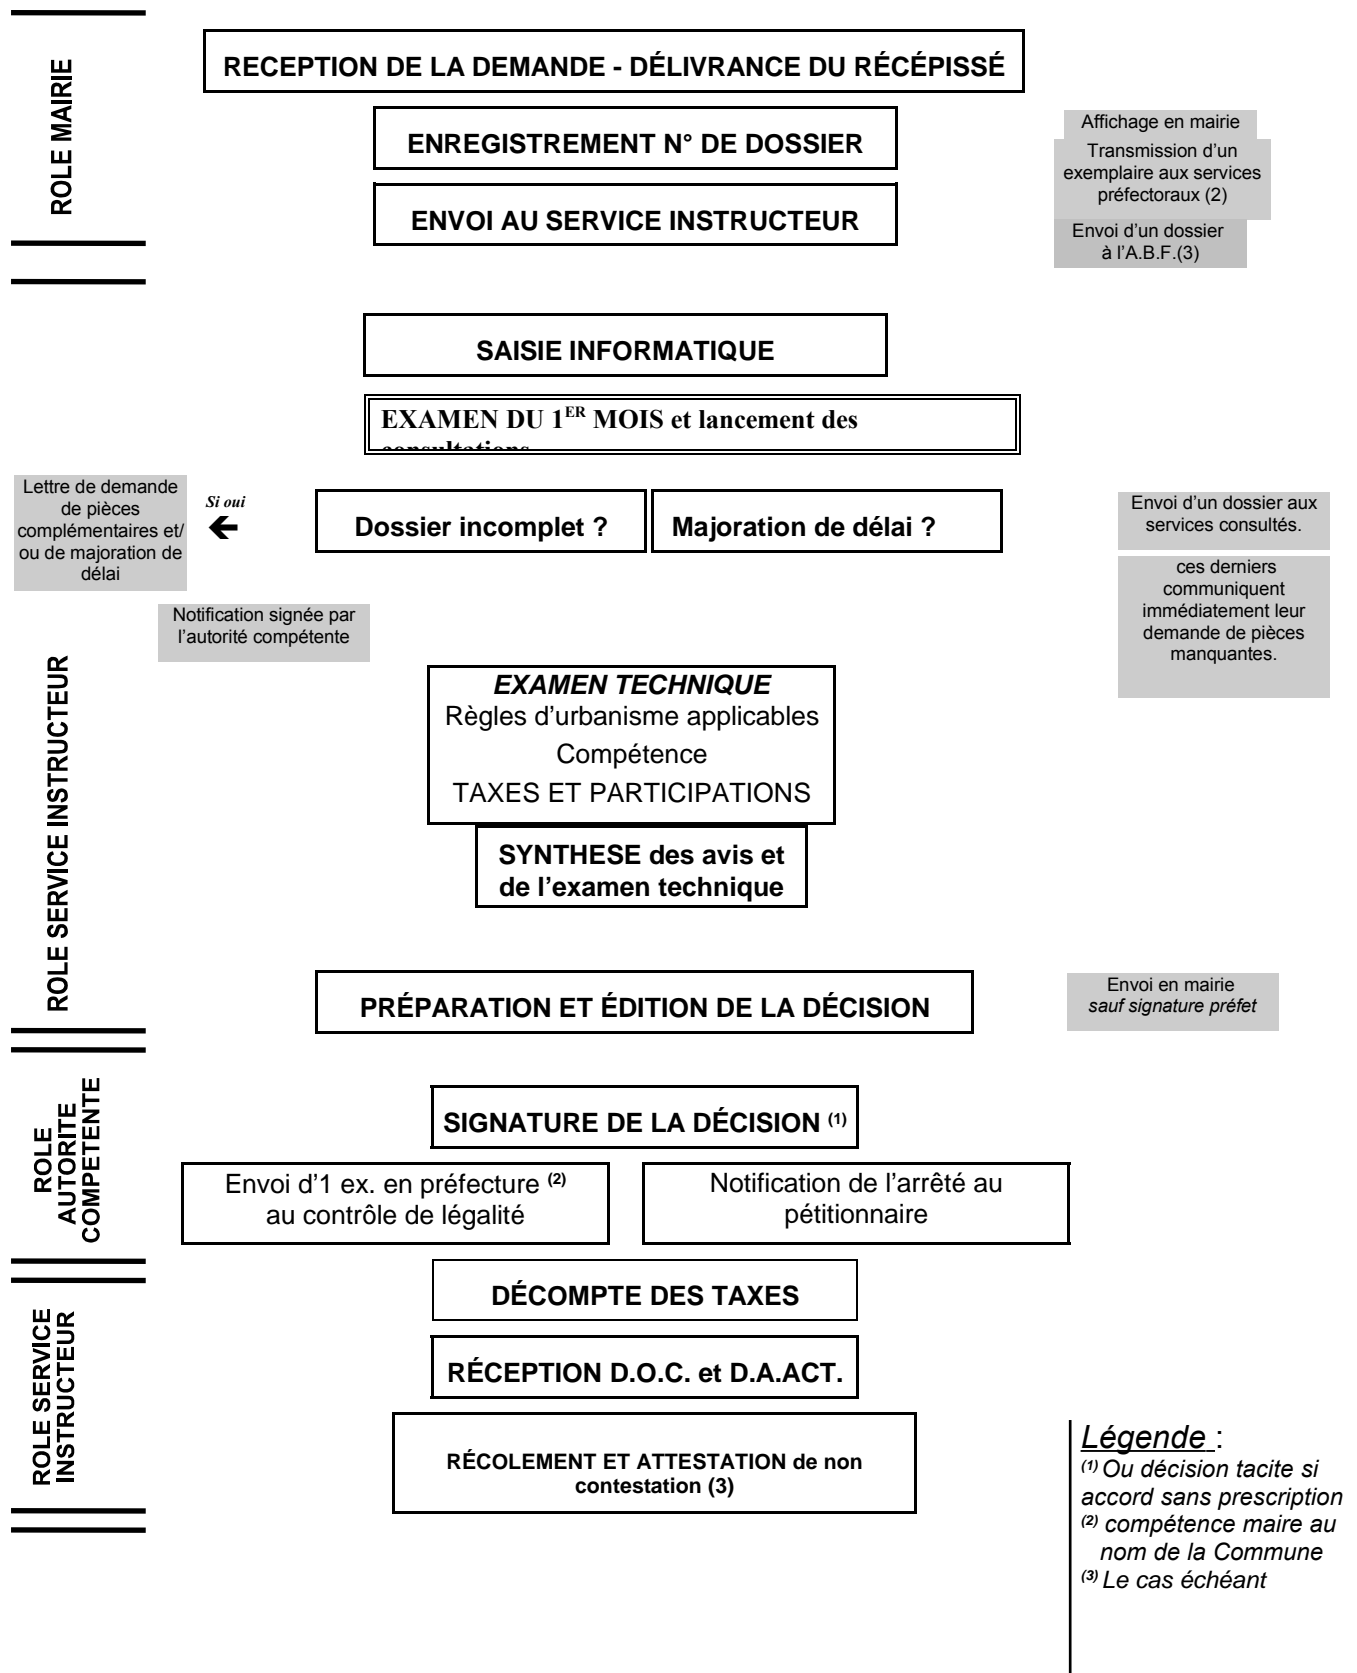 ROLE MAIRIE
RECEPTION DE LA DEMANDE - DÉLIVRANCE DU RÉCÉPISSÉ
ENREGISTREMENT N° DE DOSSIER
ENVOI AU SERVICE INSTRUCTEUR
Affichage en mairie
Transmission d'un
exemplaire aux services
préfectoraux (2)
Envoi d'un dossier
à l'A.B.F.(3)
ROLE SERVICE INSTRUCTEUR
SAISIE INFORMATIQUE
EXAMEN DU 1ER MOIS et lancement des
consultations
Lettre de demande
de pièces
complémentaires et/
ou de majoration de
délai
Si oui
Dossier incomplet ?
Majoration de délai ?
Envoi d'un dossier aux
services consultés.
ces derniers
communiquent
immédiatement leur
demande de pièces
manquantes.
Notification signée par
l'autorité compétente
EXAMEN TECHNIQUE
Règles d'urbanisme applicables
Compétence
TAXES ET PARTICIPATIONS
SYNTHESE des avis et
de l'examen technique
PRÉPARATION ET ÉDITION DE LA DÉCISION
Envoi en mairie
sauf signature préfet
ROLE
AUTORITE
COMPETENTE
SIGNATURE DE LA DÉCISION (1)
Envoi d'1 ex. en préfecture (2)
au contrôle de légalité
Notification de l'arrêté au
pétitionnaire
ROLE SERVICE
INSTRUCTEUR
DÉCOMPTE DES TAXES
RÉCEPTION D.O.C. et D.A.ACT.
RÉCOLEMENT ET ATTESTATION de non
contestation (3)
Légende :
(1) Ou décision tacite si
accord sans prescription
(2) compétence maire au
nom de la Commune
(3) Le cas échéant